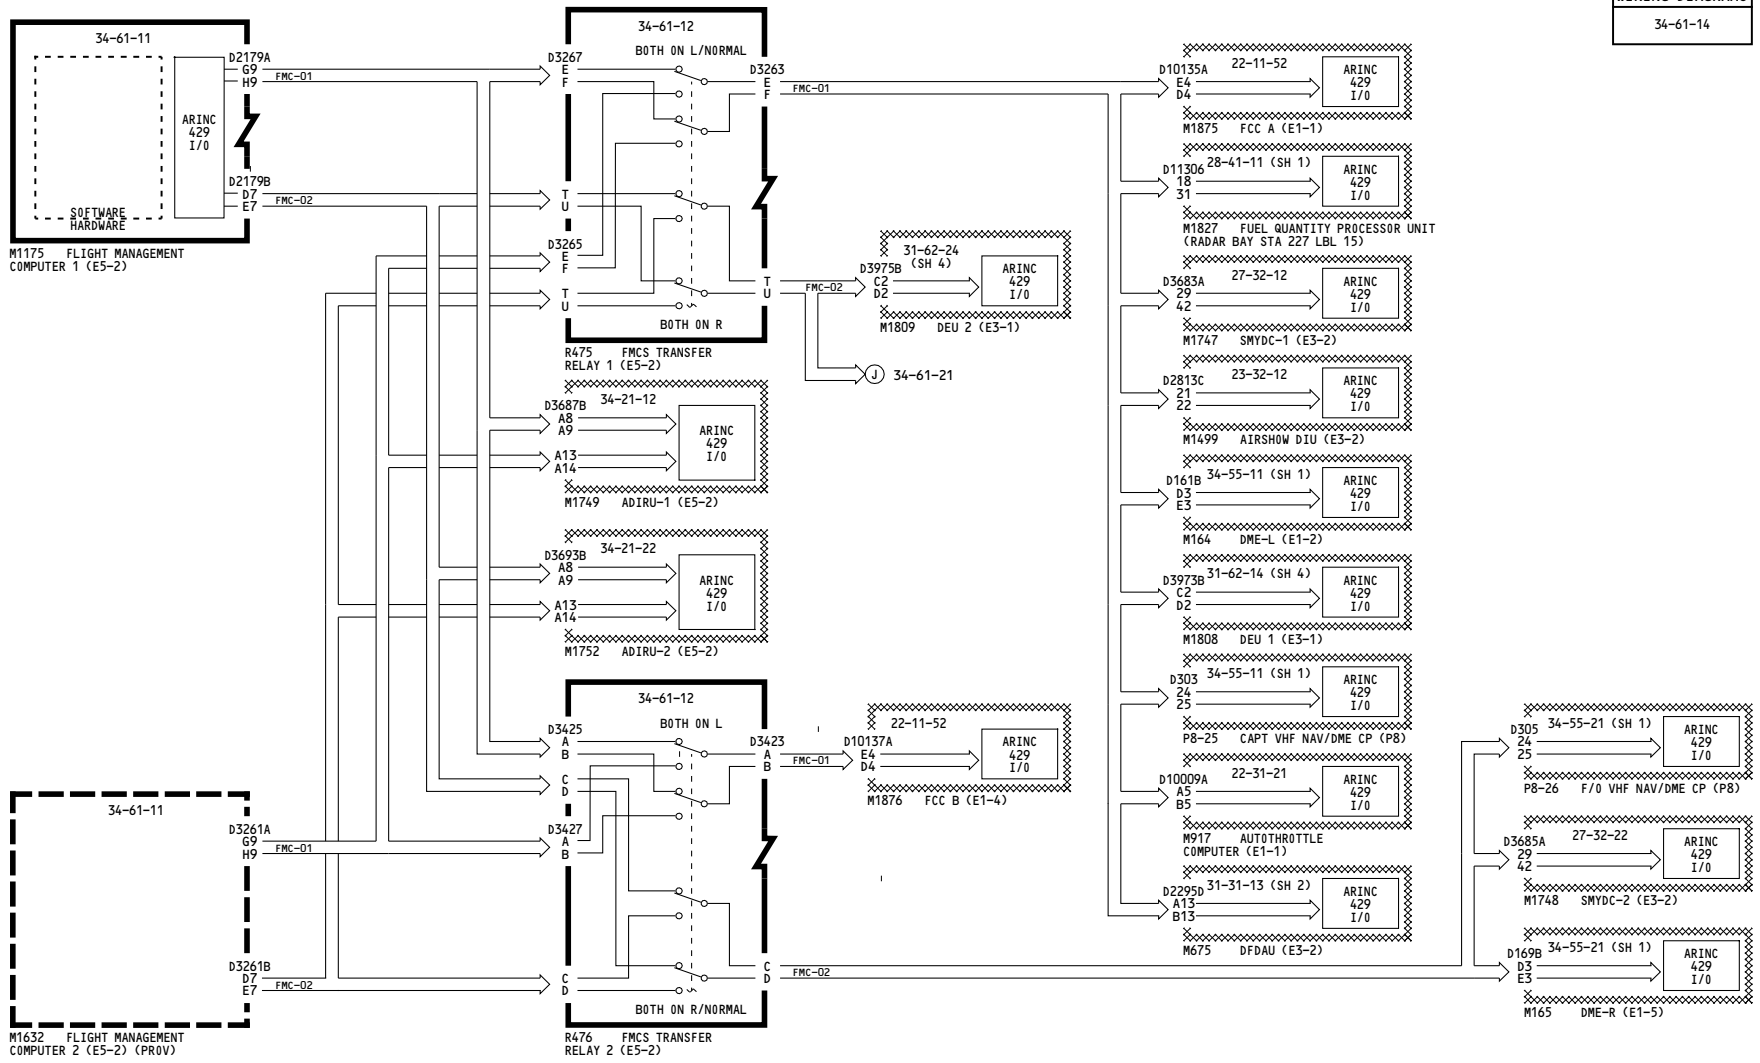 34-61-14
34-61-11
SOFTWARE
HARDWARE
ARINC
429
I/O
D2179A
G9
H9
FMC-01
D2179B
D7
E7
FMC-02
M1175 FLIGHT MANAGEMENT
COMPUTER 1 (E5-2)
34-61-12
BOTH ON L/NORMAL
D3267
E
F
T
U
D3265
E
F
T
U
D3263
E
F
FMC-01
T
U
FMC-02
BOTH ON R
R475 FMCS TRANSFER
RELAY 1 (E5-2)
31-62-24
(SH 4)
D3975B
C2
D2
ARINC
429
I/O
M1809 DEU 2 (E3-1)
J 34-61-21
34-21-12
D3687B
A8
A9
A13
A14
ARINC
429
I/O
M1749 ADIRU-1 (E5-2)
34-21-22
D3693B
A8
A9
A13
A14
ARINC
429
I/O
M1752 ADIRU-2 (E5-2)
34-61-12
BOTH ON L
D3425
A
B
C
D
D3427
A
B
C
D
D3423
A
B
FMC-01
C
D
FMC-02
BOTH ON R/NORMAL
R476 FMCS TRANSFER
RELAY 2 (E5-2)
22-11-52
D10137A
E4
D4
ARINC
429
I/O
M1876 FCC B (E1-4)
34-61-11
D3261A
G9
H9
FMC-01
D3261B
D7
E7
FMC-02
M1632 FLIGHT MANAGEMENT
COMPUTER 2 (E5-2) (PROV)
D10135A
22-11-52
E4
D4
ARINC
429
I/O
M1875 FCC A (E1-1)
D11306
28-41-11 (SH 1)
18
31
ARINC
429
I/O
M1827 FUEL QUANTITY PROCESSOR UNIT
(RADAR BAY STA 227 LBL 15)
27-32-12
D3683A
29
42
ARINC
429
I/O
M1747 SMYDC-1 (E3-2)
23-32-12
D2813C
21
22
ARINC
429
I/O
M1499 AIRSHOW DIU (E3-2)
34-55-11 (SH 1)
D161B
D3
E3
ARINC
429
I/O
M164 DME-L (E1-2)
31-62-14 (SH 4)
D3973B
C2
D2
ARINC
429
I/O
M1808 DEU 1 (E3-1)
34-55-11 (SH 1)
D303
24
25
ARINC
429
I/O
P8-25 CAPT VHF NAV/DME CP (P8)
22-31-21
D10009A
A5
B5
ARINC
429
I/O
M917 AUTOTHROTTLE
COMPUTER (E1-1)
31-31-13 (SH 2)
D2295D
A13
B13
ARINC
429
I/O
M675 DFDAU (E3-2)
34-55-21 (SH 1)
D305
24
25
ARINC
429
I/O
P8-26 F/O VHF NAV/DME CP (P8)
27-32-22
D3685A
29
42
ARINC
429
I/O
M1748 SMYDC-2 (E3-2)
34-55-21 (SH 1)
D169B
D3
E3
ARINC
429
I/O
M165 DME-R (E1-5)